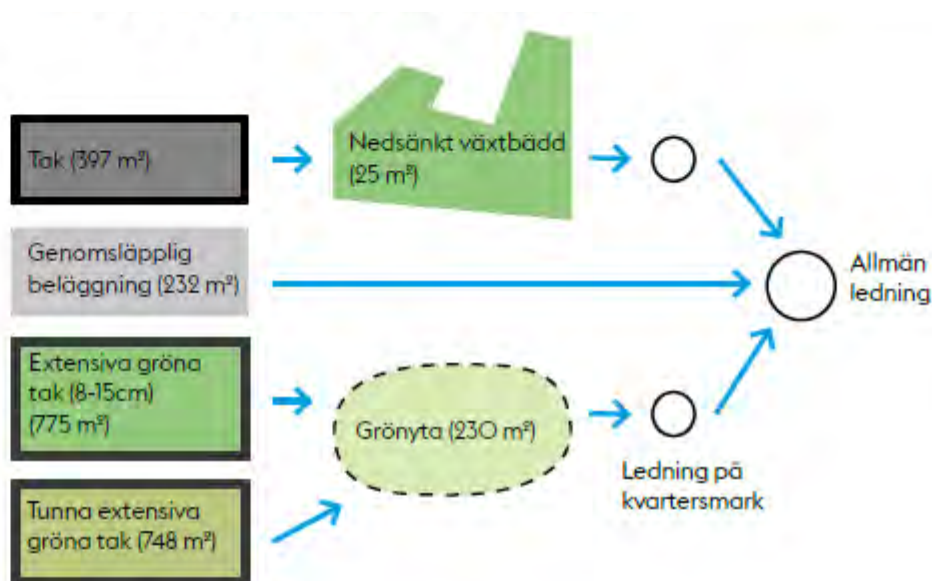 Tak (397 m²)
Nedsänkt växtbädd
(25 m²)
Genomsläpplig
beläggning (232 m²)
Allmän
ledning
Extensiva gröna
tak (8-15cm)
(775 m²)
Grönyta (230 m²)
Ledning på
kvartersmark
Tunna extensiva
gröna tak (748 m²)